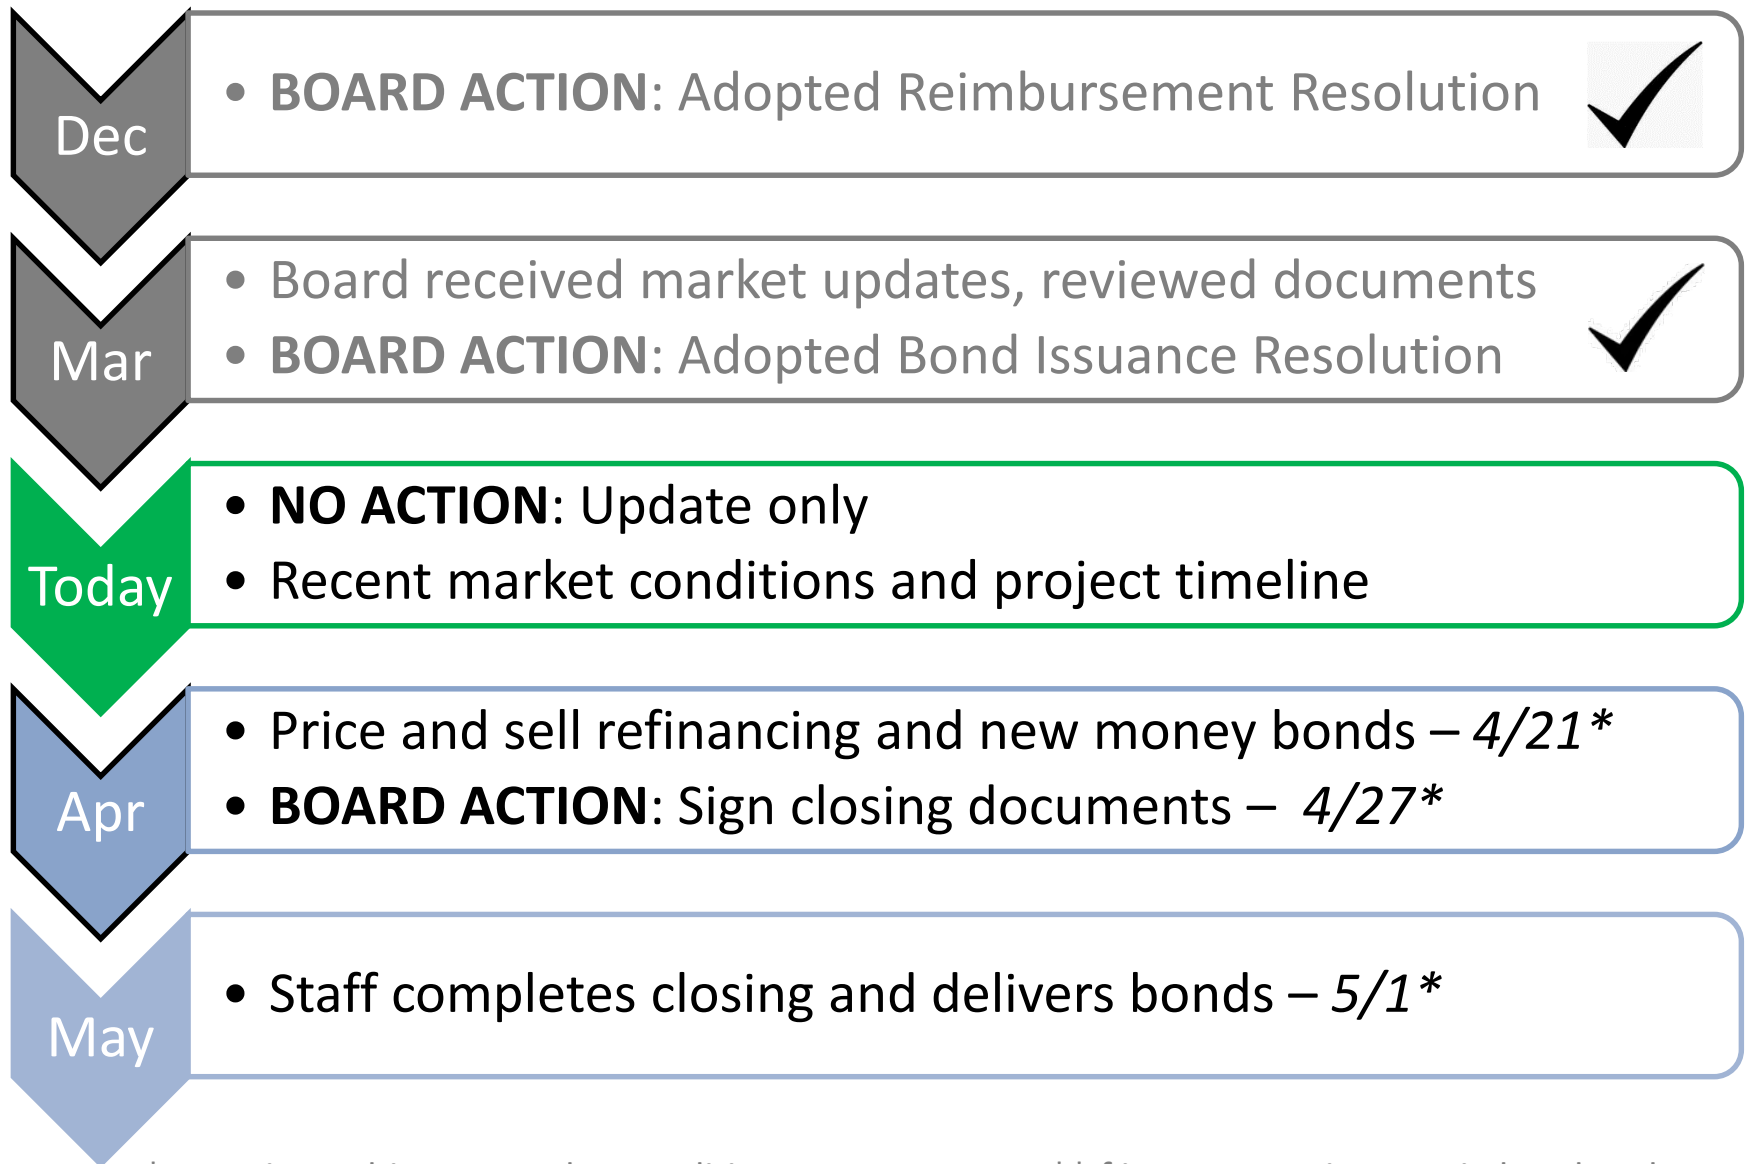 Dec
• BOARD ACTION: Adopted Reimbursement Resolution
Mar
• Board received market updates, reviewed documents
• BOARD ACTION: Adopted Bond Issuance Resolution
Today
• NO ACTION: Update only
• Recent market conditions and project timeline
Apr
• Price and sell refinancing and new money bonds – 4/21*
• BOARD ACTION: Sign closing documents – 4/27*
May
• Staff completes closing and delivers bonds – 5/1*